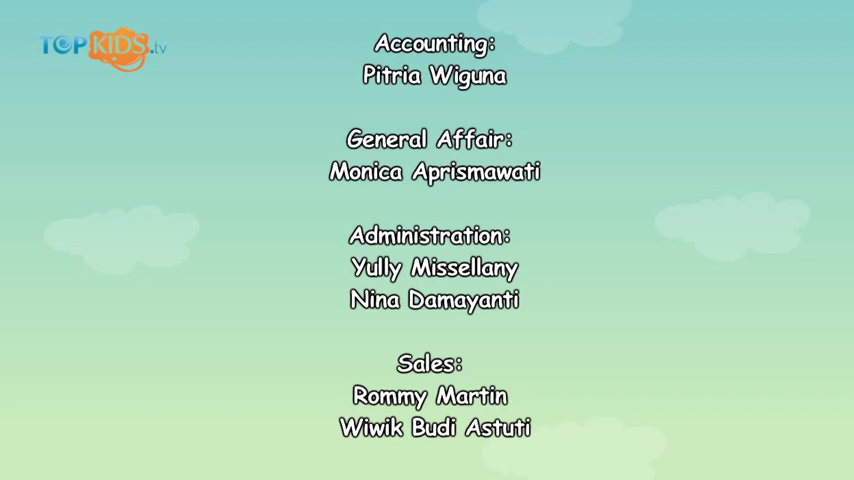 TOPKIDS.tv
Accounting:
Pitria Wiguna
General Affair:
Monica Aprismawati
Administration:
Yully Missellany
Nina Damayanti
Sales:
Rommy Martin
Wiwik Budi Astuti